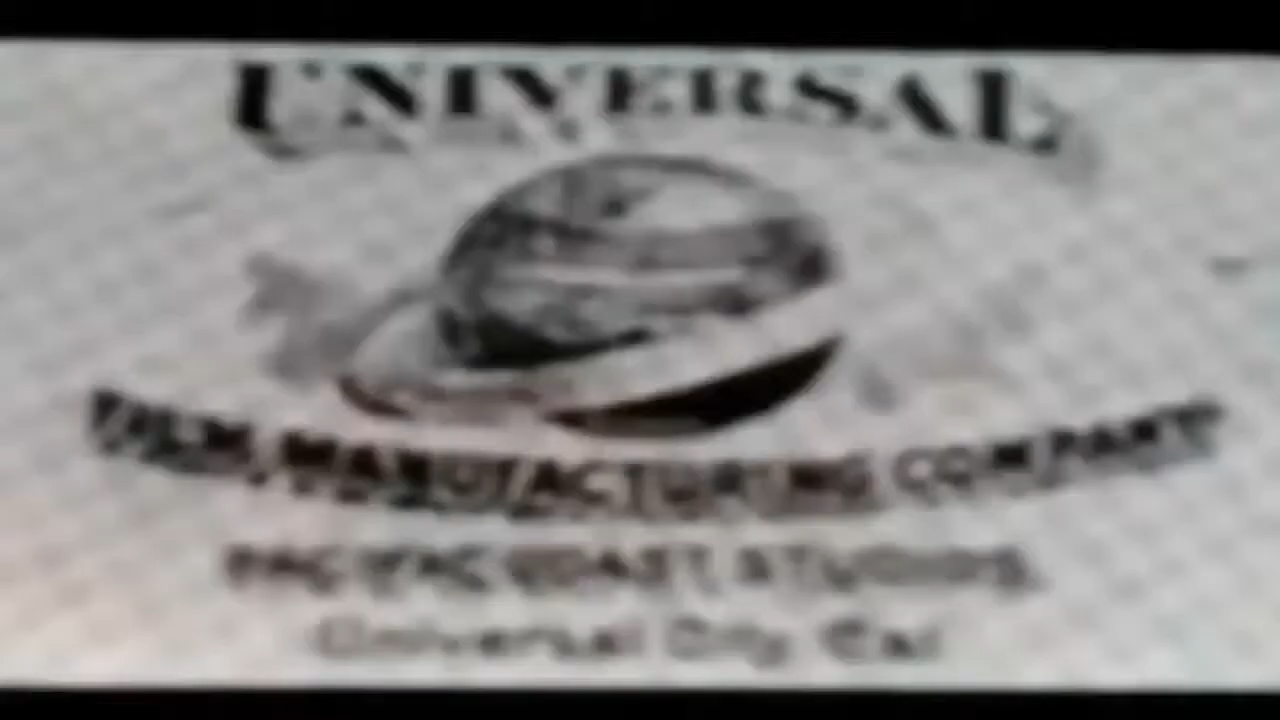 UNIVERSAL
FILM MANUFACTURING COMPANY
PACIFIC COAST STUDIOS
Universal City, Cal